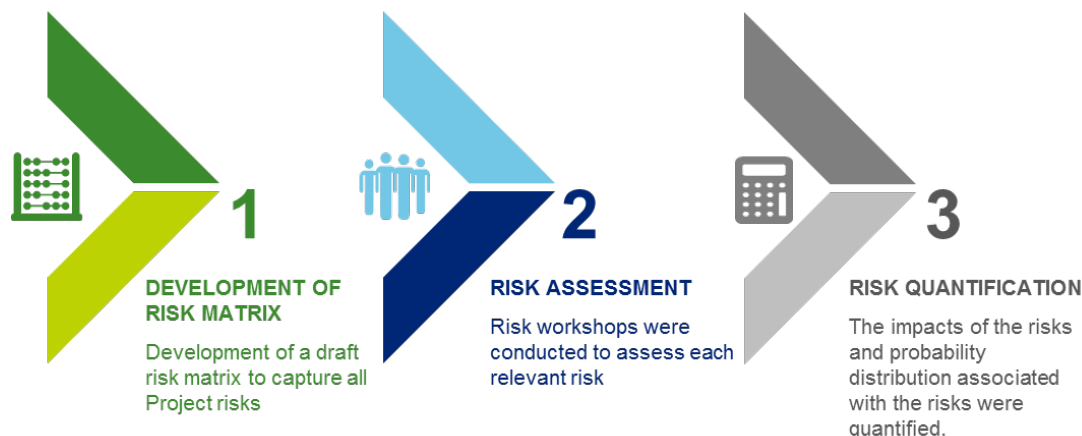 1
DEVELOPMENT OF
RISK MATRIX
Development of a draft
risk matrix to capture all
Project risks
2
RISK ASSESSMENT
Risk workshops were
conducted to assess each
relevant risk
3
RISK QUANTIFICATION
The impacts of the risks
and probability
distribution associated
with the risks were
quantified.